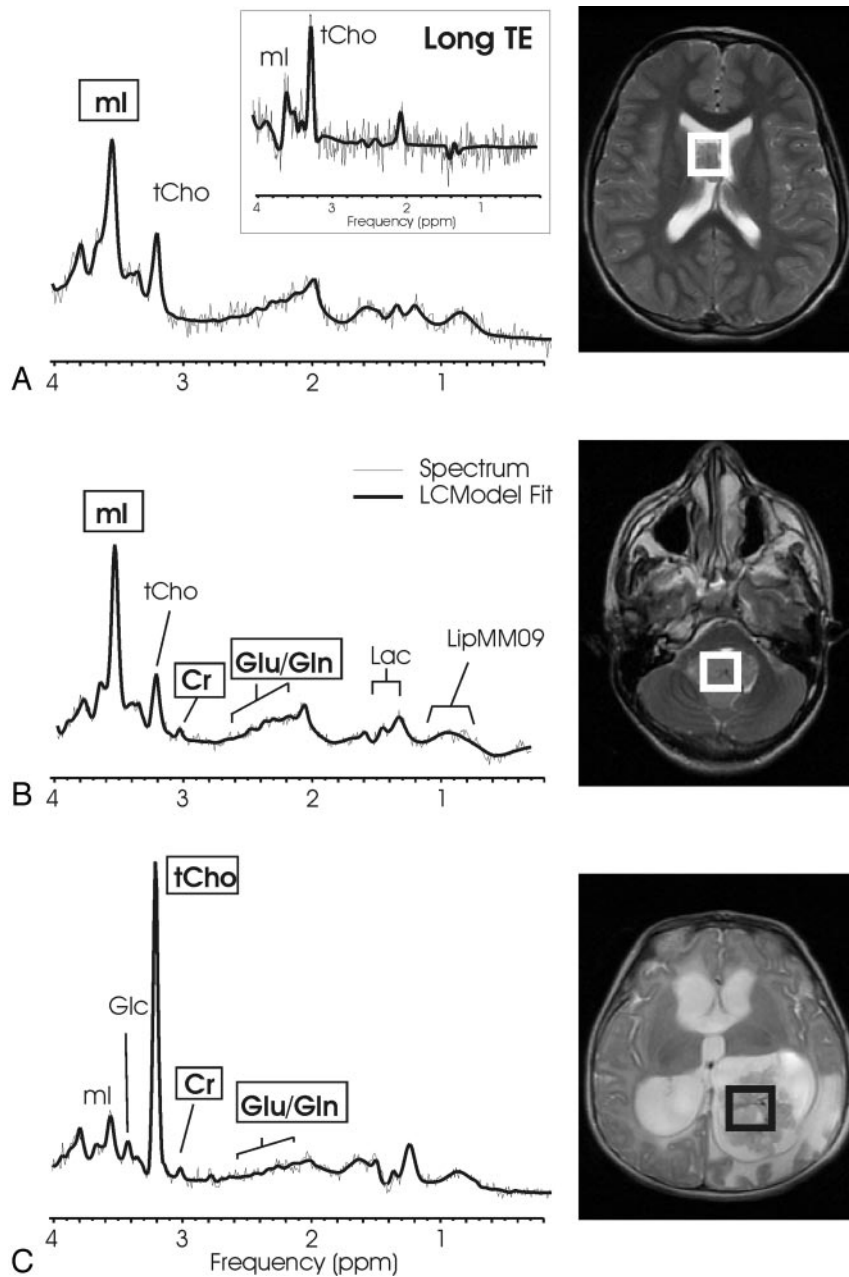 Long TE
tCho
mI
mI
tCho
4 3 2 1
Frequency (ppm)
4 3 2 1
A
Spectrum
LCModel Fit
mI
tCho
Cr
Glu/Gln
Lac
LipMM09
4 3 2 1
B
tCho
Glc
mI
Cr
Glu/Gln
4 3 2 1
Frequency (ppm)
C